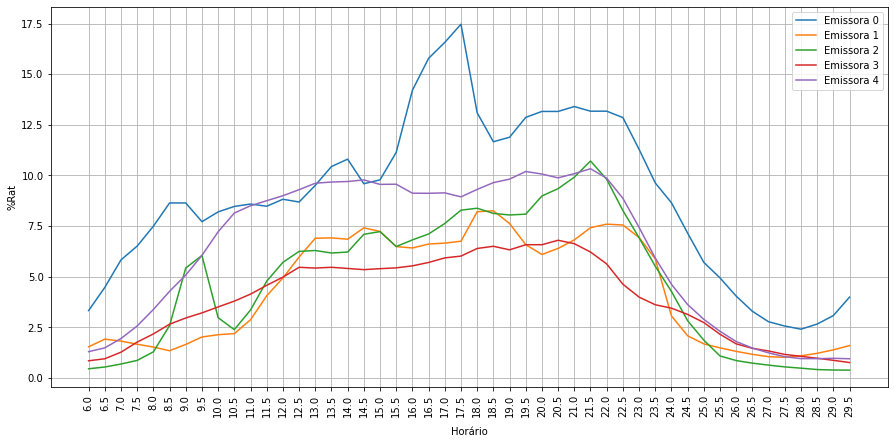 17.5
15.0
12.5
10.0
7.5
5.0
2.5
0.0
%Rat
Emissora 0
Emissora 1
Emissora 2
Emissora 3
Emissora 4
6.0 6.5 7.0 7.5 8.0 8.5 9.0 9.5 10.0 10.5 11.0 11.5 12.0 12.5 13.0 13.5 14.0 14.5 15.0 15.5 16.0 16.5 17.0 17.5 18.0 18.5 19.0 19.5 20.0 20.5 21.0 21.5 22.0 22.5 23.0 23.5 24.0 24.5 25.0 25.5 26.0 26.5 27.0 27.5 28.0 28.5 29.0 29.5
Horário